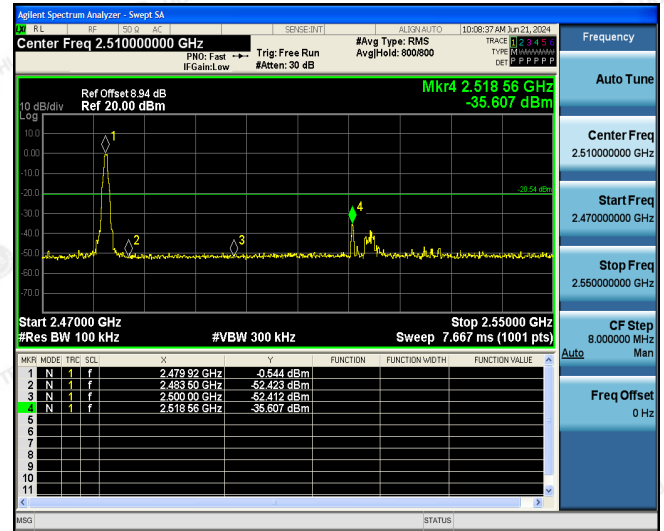 Agilent Spectrum Analyzer - Swept SA
RL RF 50 Ω AC SENSE:INT ALIGN AUTO 10:08:37 AM Jun 21, 2024
Center Freq 2.510000000 GHz
PNO: Fast
IFGain:Low
Trig: Free Run
#Atten: 30 dB
#Avg Type: RMS
Avg|Hold: 800/800
TRACE 1 2 3 4 5 6
TYPE M
DET P P P P P P
Ref Offset 8.94 dB
Ref 20.00 dBm
10 dB/div
Log
Mkr4 2.518 56 GHz
-35.607 dBm
10.0
0.00
-10.0
-20.0
-30.0
-40.0
-50.0
-60.0
-70.0
1
2
3
4
-20.54 dBm
Start 2.47000 GHz
Stop 2.55000 GHz
#Res BW 100 kHz
#VBW 300 kHz
Sweep 7.667 ms (1001 pts)
MKR MODE TRC SCL X Y FUNCTION FUNCTION WIDTH FUNCTION VALUE
1 N 1 f 2.479 92 GHz -0.544 dBm
2 N 1 f 2.483 50 GHz -52.423 dBm
3 N 1 f 2.500 00 GHz -52.412 dBm
4 N 1 f 2.518 56 GHz -35.607 dBm
5
6
7
8
9
10
11
MSG
STATUS
Frequency
Auto Tune
Center Freq
2.510000000 GHz
Start Freq
2.470000000 GHz
Stop Freq
2.550000000 GHz
CF Step
8.000000 MHz
Auto Man
Freq Offset
0 Hz